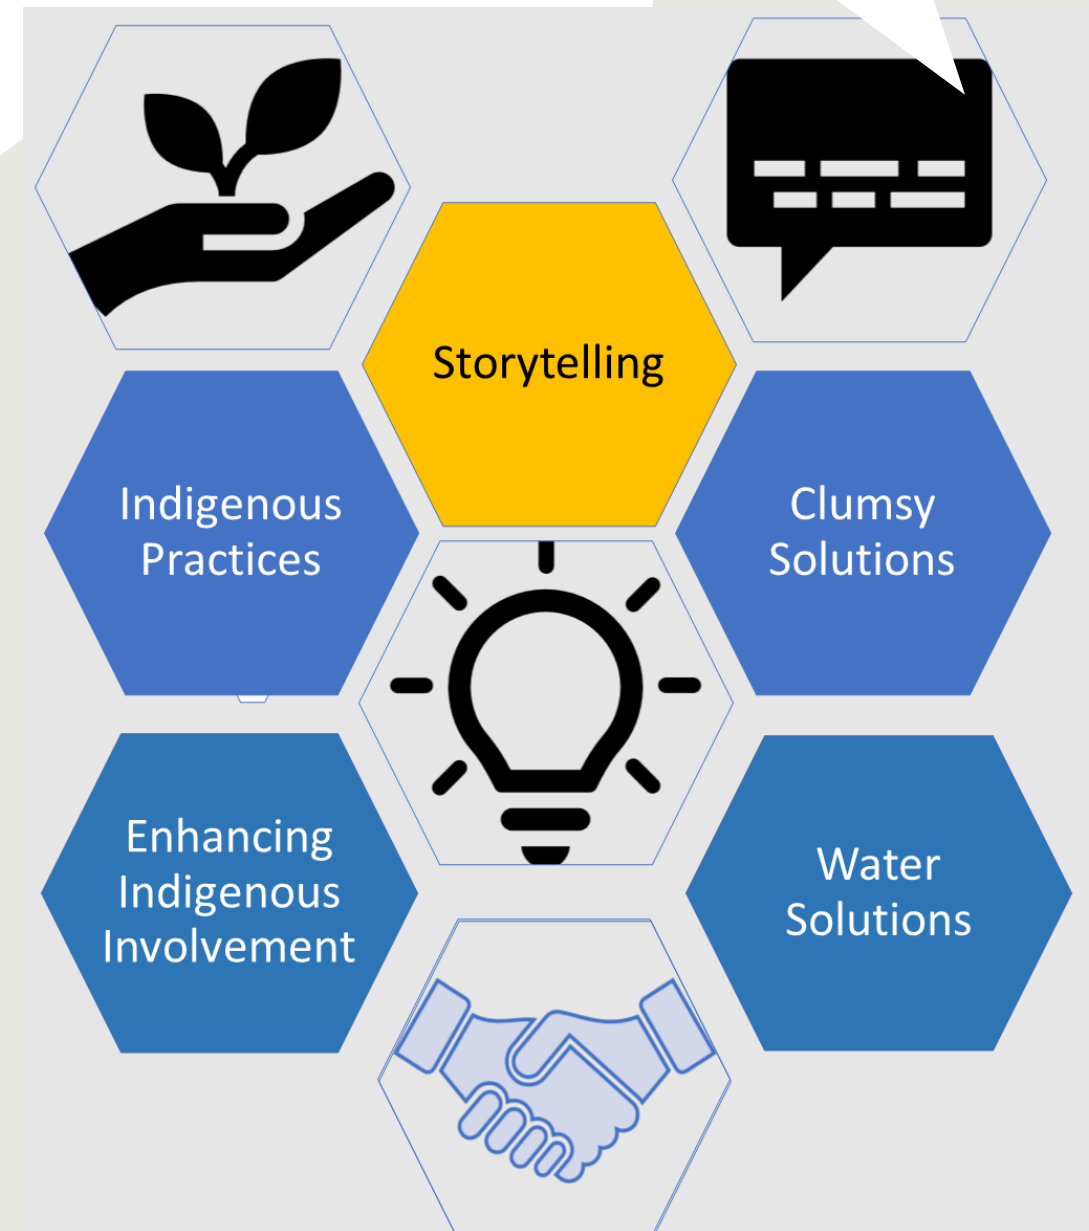 Storytelling
Indigenous
Practices
Clumsy
Solutions
Enhancing
Indigenous
Involvement
Water
Solutions